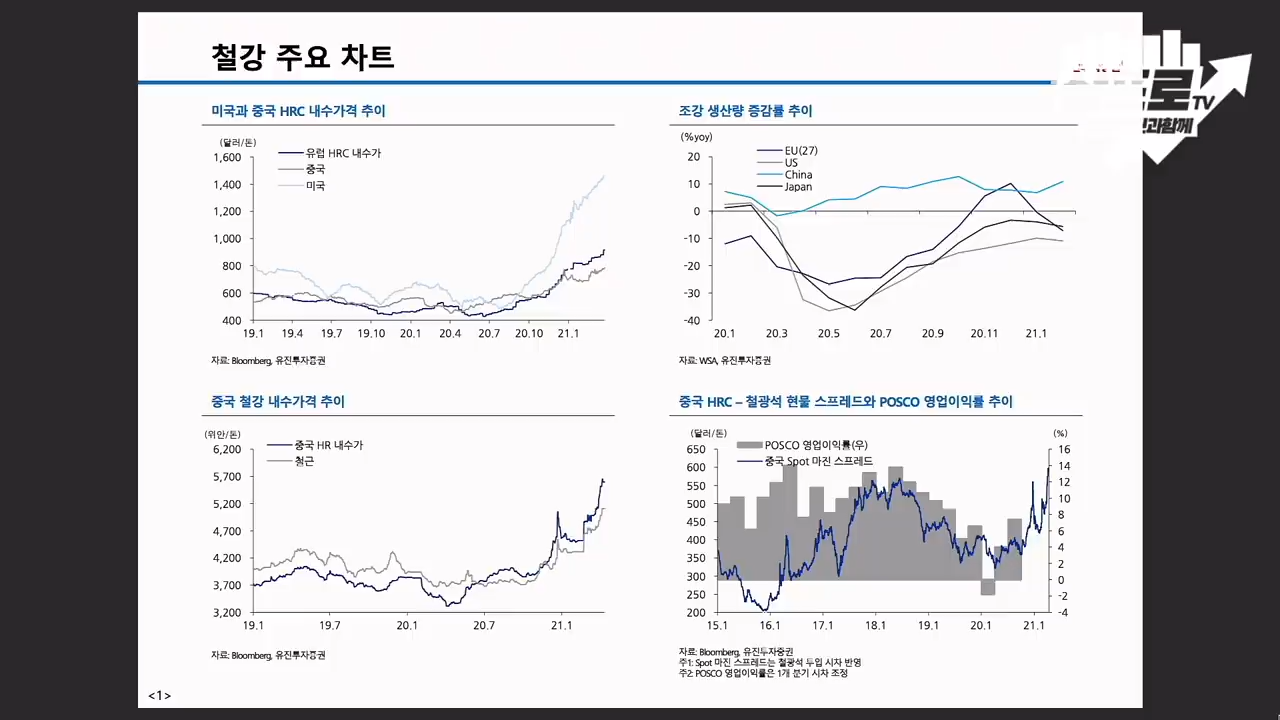 철강 주요 차트
로TV
과함께
미국과 중국 HRC 내수가격 추이
(달러/톤)
유럽 HRC 내수가
중국
미국
1,600
1,400
1,200
1,000
800
600
400
19.1 19.4 19.7 19.10 20.1 20.4 20.7 20.10 21.1
자료: Bloomberg, 유진투자증권
조강 생산량 증감률 추이
(%yoy)
EU(27)
US
China
Japan
20
10
0
-10
-20
-30
-40
20.1 20.3 20.5 20.7 20.9 20.11 21.1
자료: WSA, 유진투자증권
중국 철강 내수가격 추이
(위안/톤)
중국 HR 내수가
철근
6,200
5,700
5,200
4,700
4,200
3,700
3,200
19.1 19.7 20.1 20.7 21.1
자료: Bloomberg, 유진투자증권
중국 HRC – 철광석 현물 스프레드와 POSCO 영업이익률 추이
(달러/톤) (%)
POSCO 영업이익률(우)
중국 Spot 마진 스프레드
650 16
600 14
550 12
500 10
450 8
400 6
350 4
300 2
250 0
200 -2
-4
15.1 16.1 17.1 18.1 19.1 20.1 21.1
자료: Bloomberg, 유진투자증권
주1: Spot 마진 스프레드는 철광석 투입 시차 반영
주2: POSCO 영업이익률은 1개 분기 시차 조정
<1>